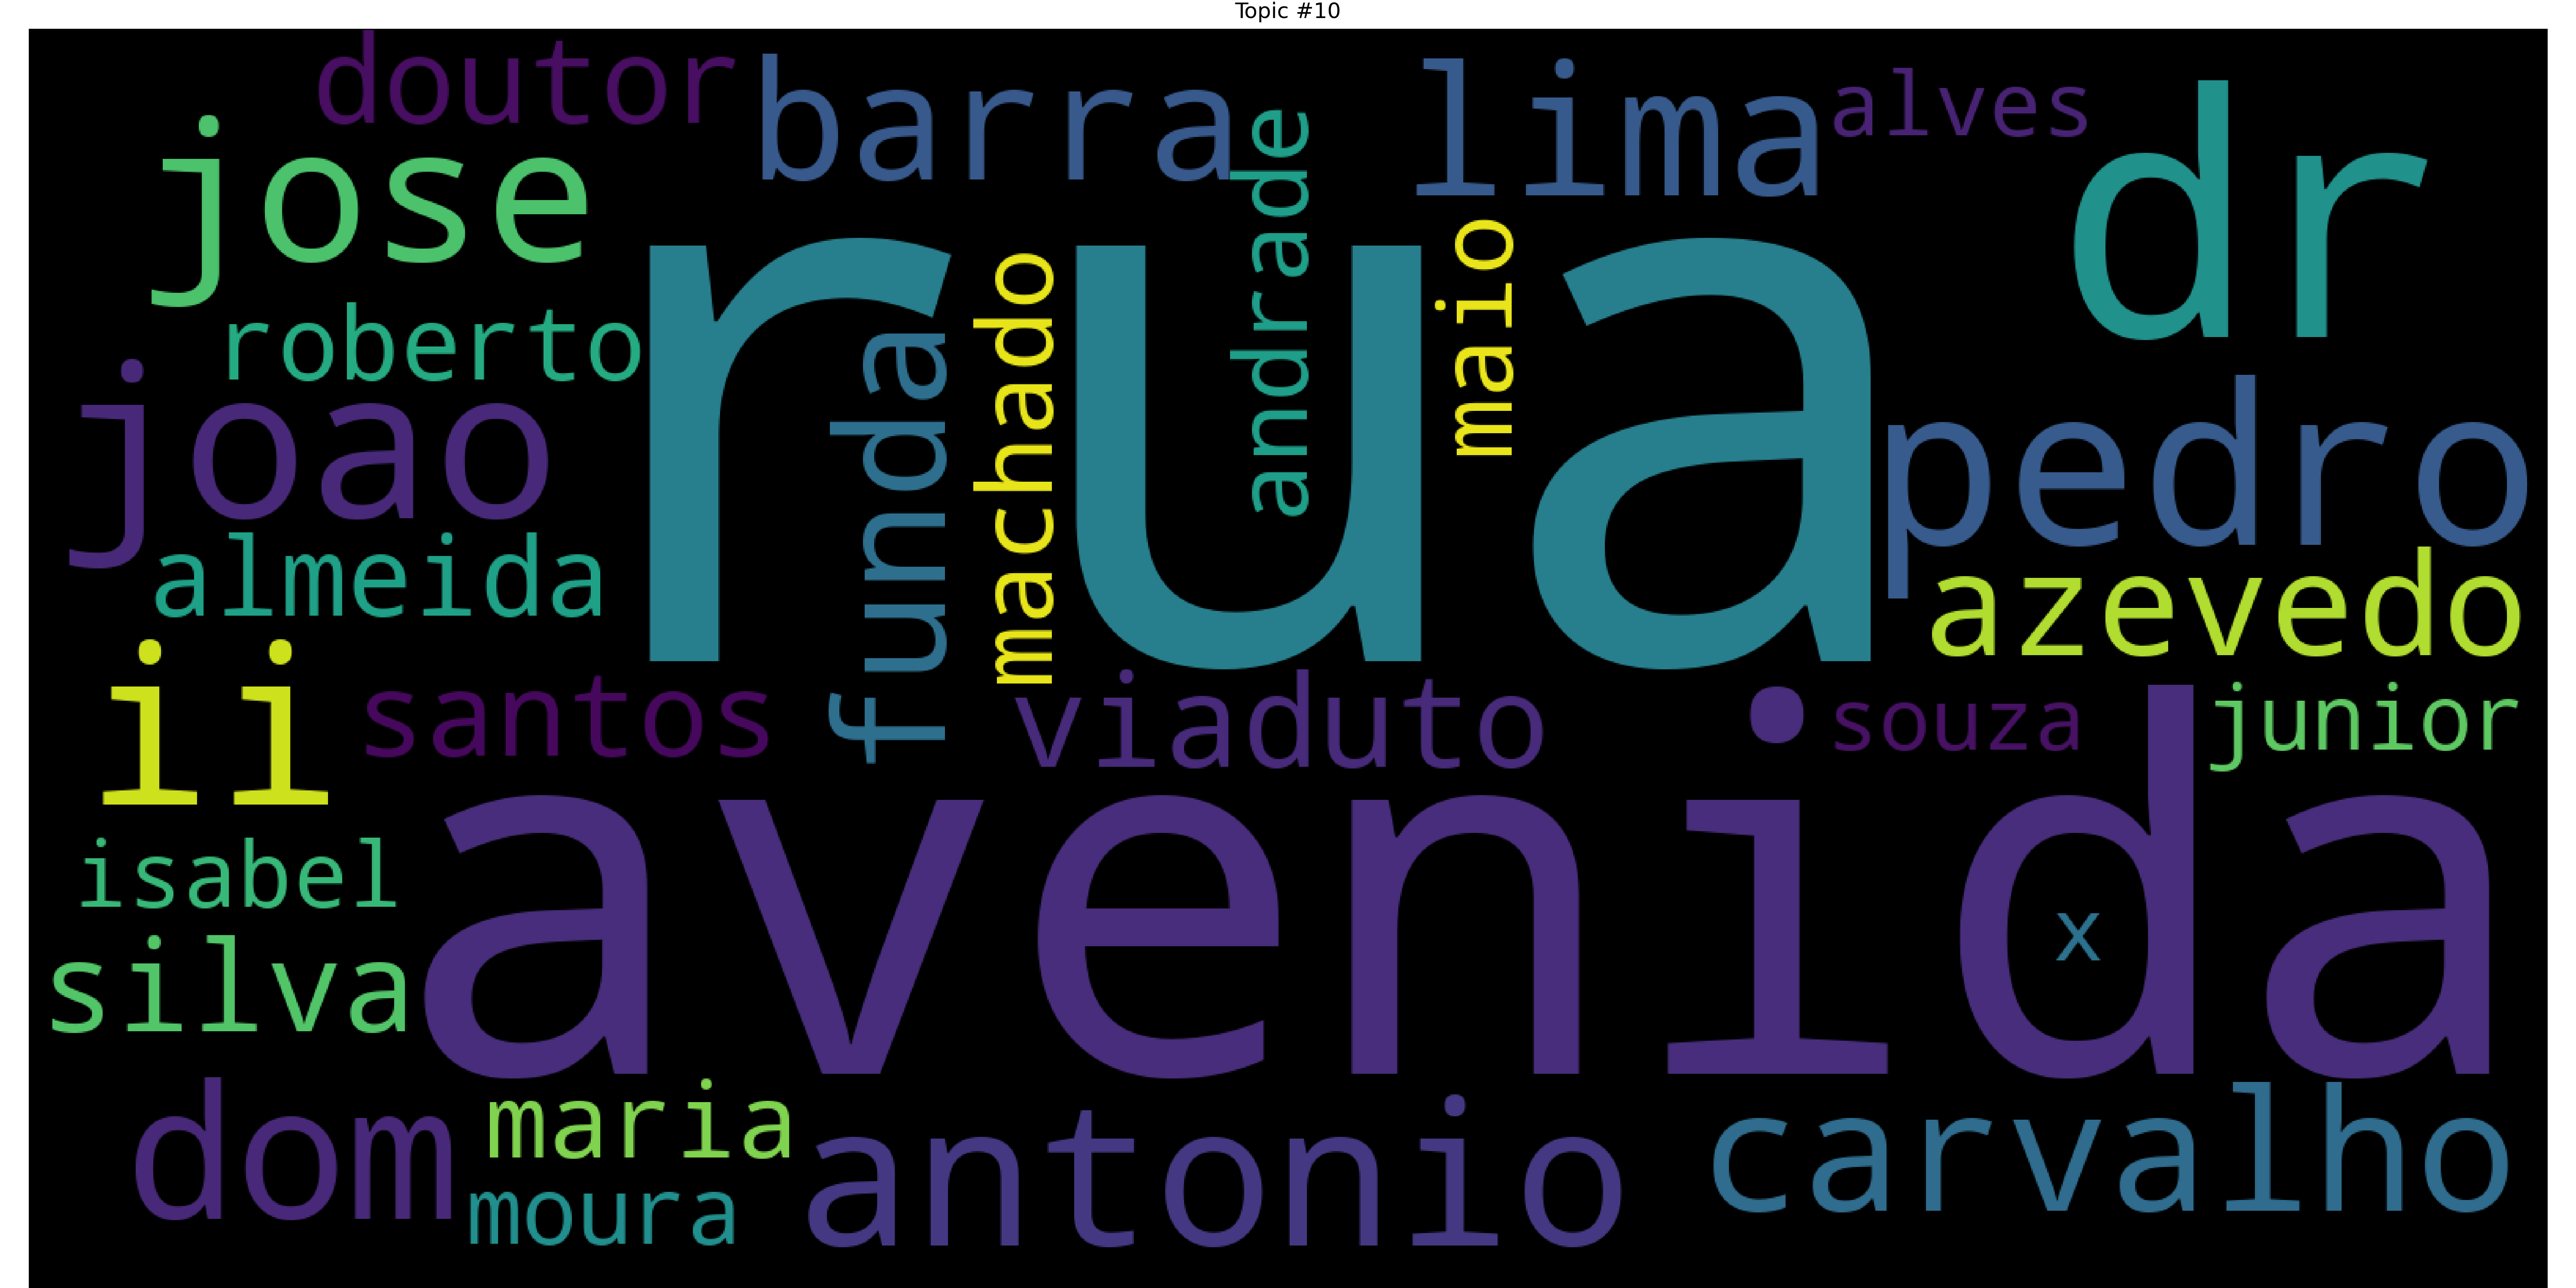 Topic #10
doutor
barra
lima
alves
jose
dr
andrade
maio
roberto
rua
machado
funda
joao
pedro
almeida
azevedo
ii
santos
viaduto
souza
junior
isabel
avenida
x
silva
dom
maria
antonio
carvalho
moura